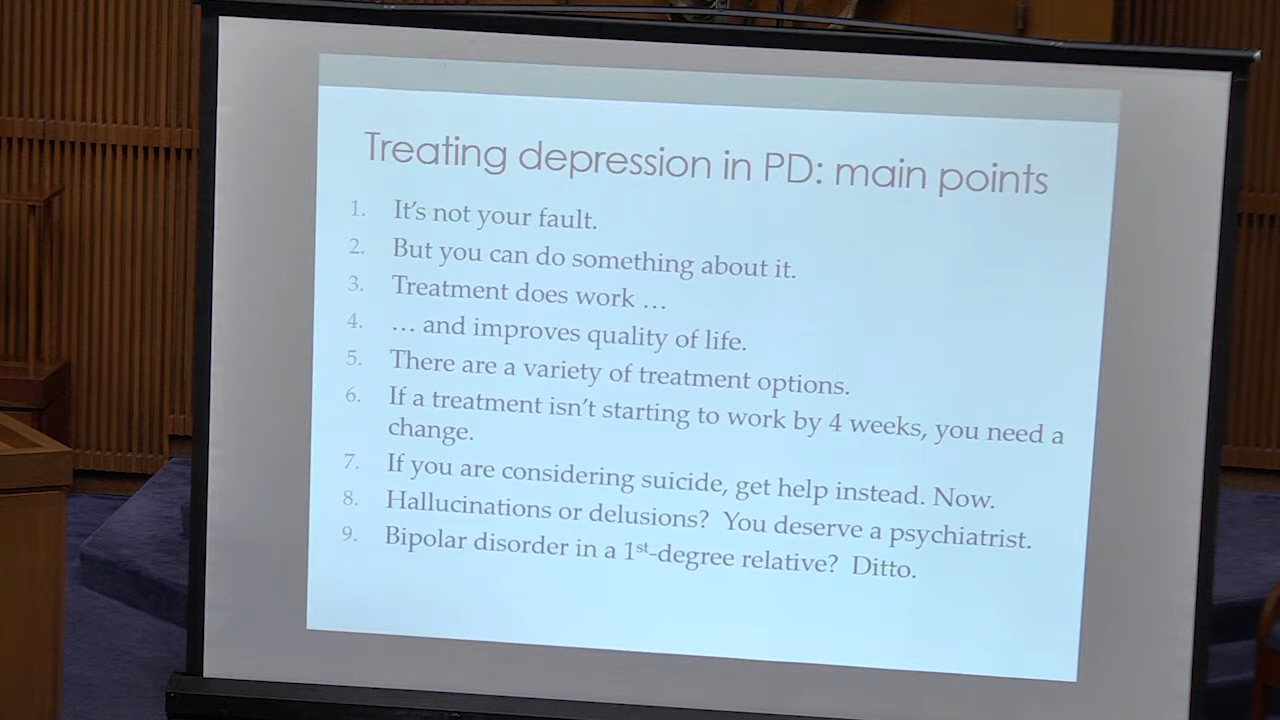 Treating depression in PD: main points
1. It's not your fault.
2. But you can do something about it.
3. Treatment does work …
4. … and improves quality of life.
5. There are a variety of treatment options.
6. If a treatment isn't starting to work by 4 weeks, you need a
change.
7. If you are considering suicide, get help instead. Now.
8. Hallucinations or delusions? You deserve a psychiatrist.
9. Bipolar disorder in a 1st-degree relative? Ditto.